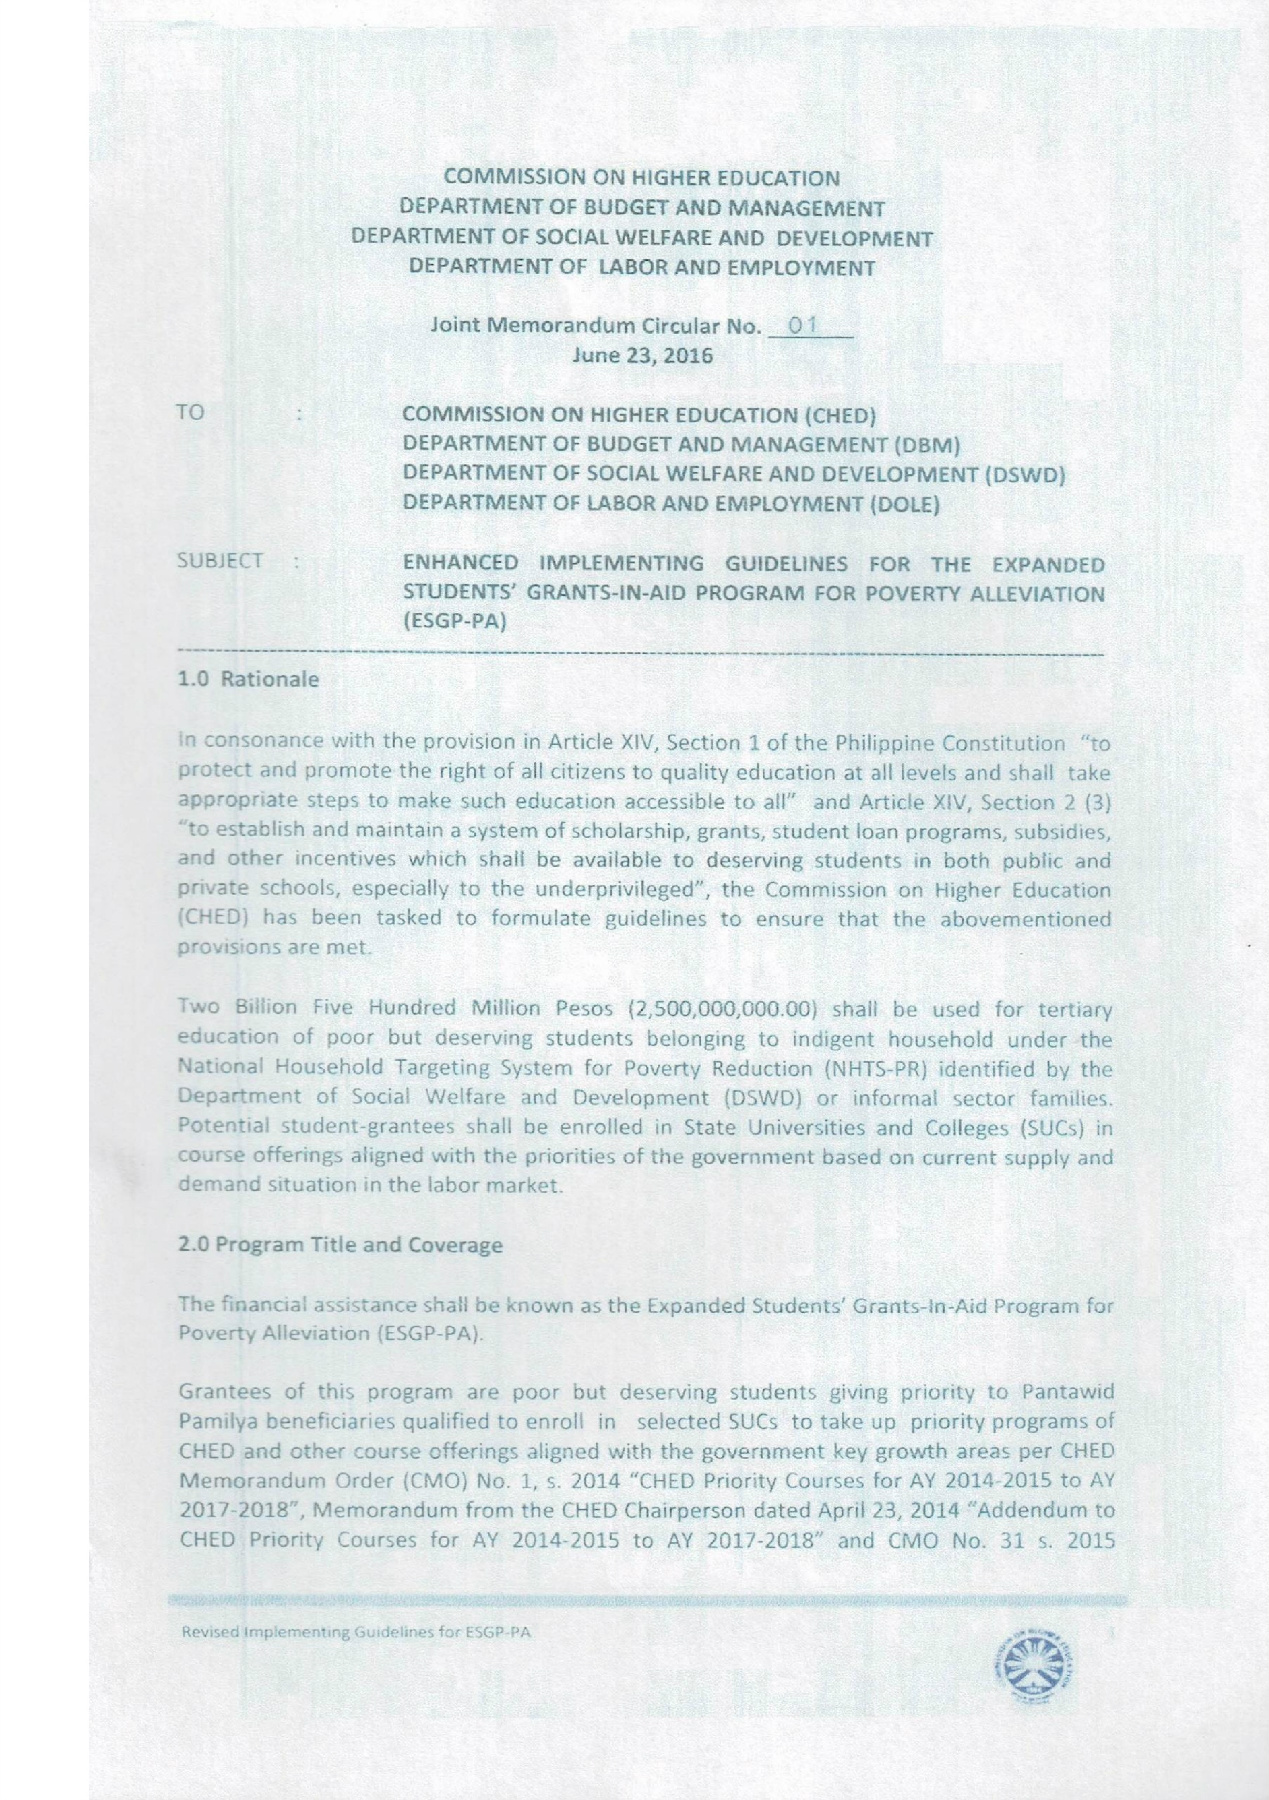 COMMISSION ON HIGHER EDUCATION
DEPARTMENT OF BUDGET AND MANAGEMENT
DEPARTMENT OF SOCIAL WELFARE AND DEVELOPMENT
DEPARTMENT OF LABOR AND EMPLOYMENT
Joint Memorandum Circular No. 01
June 23, 2016
TO : COMMISSION ON HIGHER EDUCATION (CHED)
DEPARTMENT OF BUDGET AND MANAGEMENT (DBM)
DEPARTMENT OF SOCIAL WELFARE AND DEVELOPMENT (DSWD)
DEPARTMENT OF LABOR AND EMPLOYMENT (DOLE)
SUBJECT : ENHANCED IMPLEMENTING GUIDELINES FOR THE EXPANDED
STUDENTS' GRANTS-IN-AID PROGRAM FOR POVERTY ALLEVIATION
(ESGP-PA)
1.0 Rationale
In consonance with the provision in Article XIV, Section 1 of the Philippine Constitution "to
protect and promote the right of all citizens to quality education at all levels and shall take
appropriate steps to make such education accessible to all" and Article XIV, Section 2 (3)
"to establish and maintain a system of scholarship, grants, student loan programs, subsidies,
and other incentives which shall be available to deserving students in both public and
private schools, especially to the underprivileged", the Commission on Higher Education
(CHED) has been tasked to formulate guidelines to ensure that the abovementioned
provisions are met.
Two Billion Five Hundred Million Pesos (2,500,000,000.00) shall be used for tertiary
education of poor but deserving students belonging to indigent household under the
National Household Targeting System for Poverty Reduction (NHTS-PR) identified by the
Department of Social Welfare and Development (DSWD) or informal sector families.
Potential student-grantees shall be enrolled in State Universities and Colleges (SUCs) in
course offerings aligned with the priorities of the government based on current supply and
demand situation in the labor market.
2.0 Program Title and Coverage
The financial assistance shall be known as the Expanded Students' Grants-In-Aid Program for
Poverty Alleviation (ESGP-PA).
Grantees of this program are poor but deserving students giving priority to Pantawid
Pamilya beneficiaries qualified to enroll in selected SUCs to take up priority programs of
CHED and other course offerings aligned with the government key growth areas per CHED
Memorandum Order (CMO) No. 1, s. 2014 "CHED Priority Courses for AY 2014-2015 to AY
2017-2018", Memorandum from the CHED Chairperson dated April 23, 2014 "Addendum to
CHED Priority Courses for AY 2014-2015 to AY 2017-2018" and CMO No. 31 s. 2015
Revised Implementing Guidelines for ESGP-PA